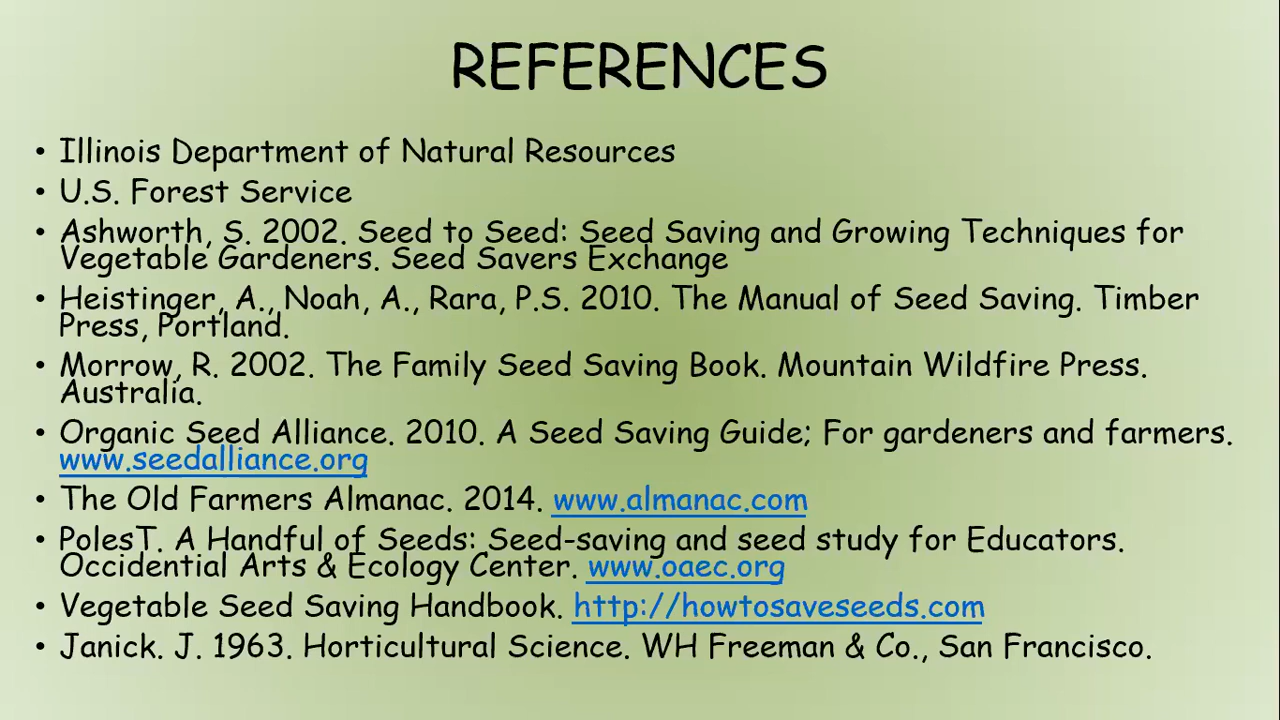 REFERENCES
• Illinois Department of Natural Resources
• U.S. Forest Service
• Ashworth, S. 2002. Seed to Seed: Seed Saving and Growing Techniques for
Vegetable Gardeners. Seed Savers Exchange
• Heistinger, A., Noah, A., Rara, P.S. 2010. The Manual of Seed Saving. Timber
Press, Portland.
• Morrow, R. 2002. The Family Seed Saving Book. Mountain Wildfire Press.
Australia.
• Organic Seed Alliance. 2010. A Seed Saving Guide; For gardeners and farmers.
www.seedalliance.org
• The Old Farmers Almanac. 2014. www.almanac.com
• PolesT. A Handful of Seeds: Seed-saving and seed study for Educators.
Occidential Arts & Ecology Center. www.oaec.org
• Vegetable Seed Saving Handbook. http://howtosaveseeds.com
• Janick. J. 1963. Horticultural Science. WH Freeman & Co., San Francisco.